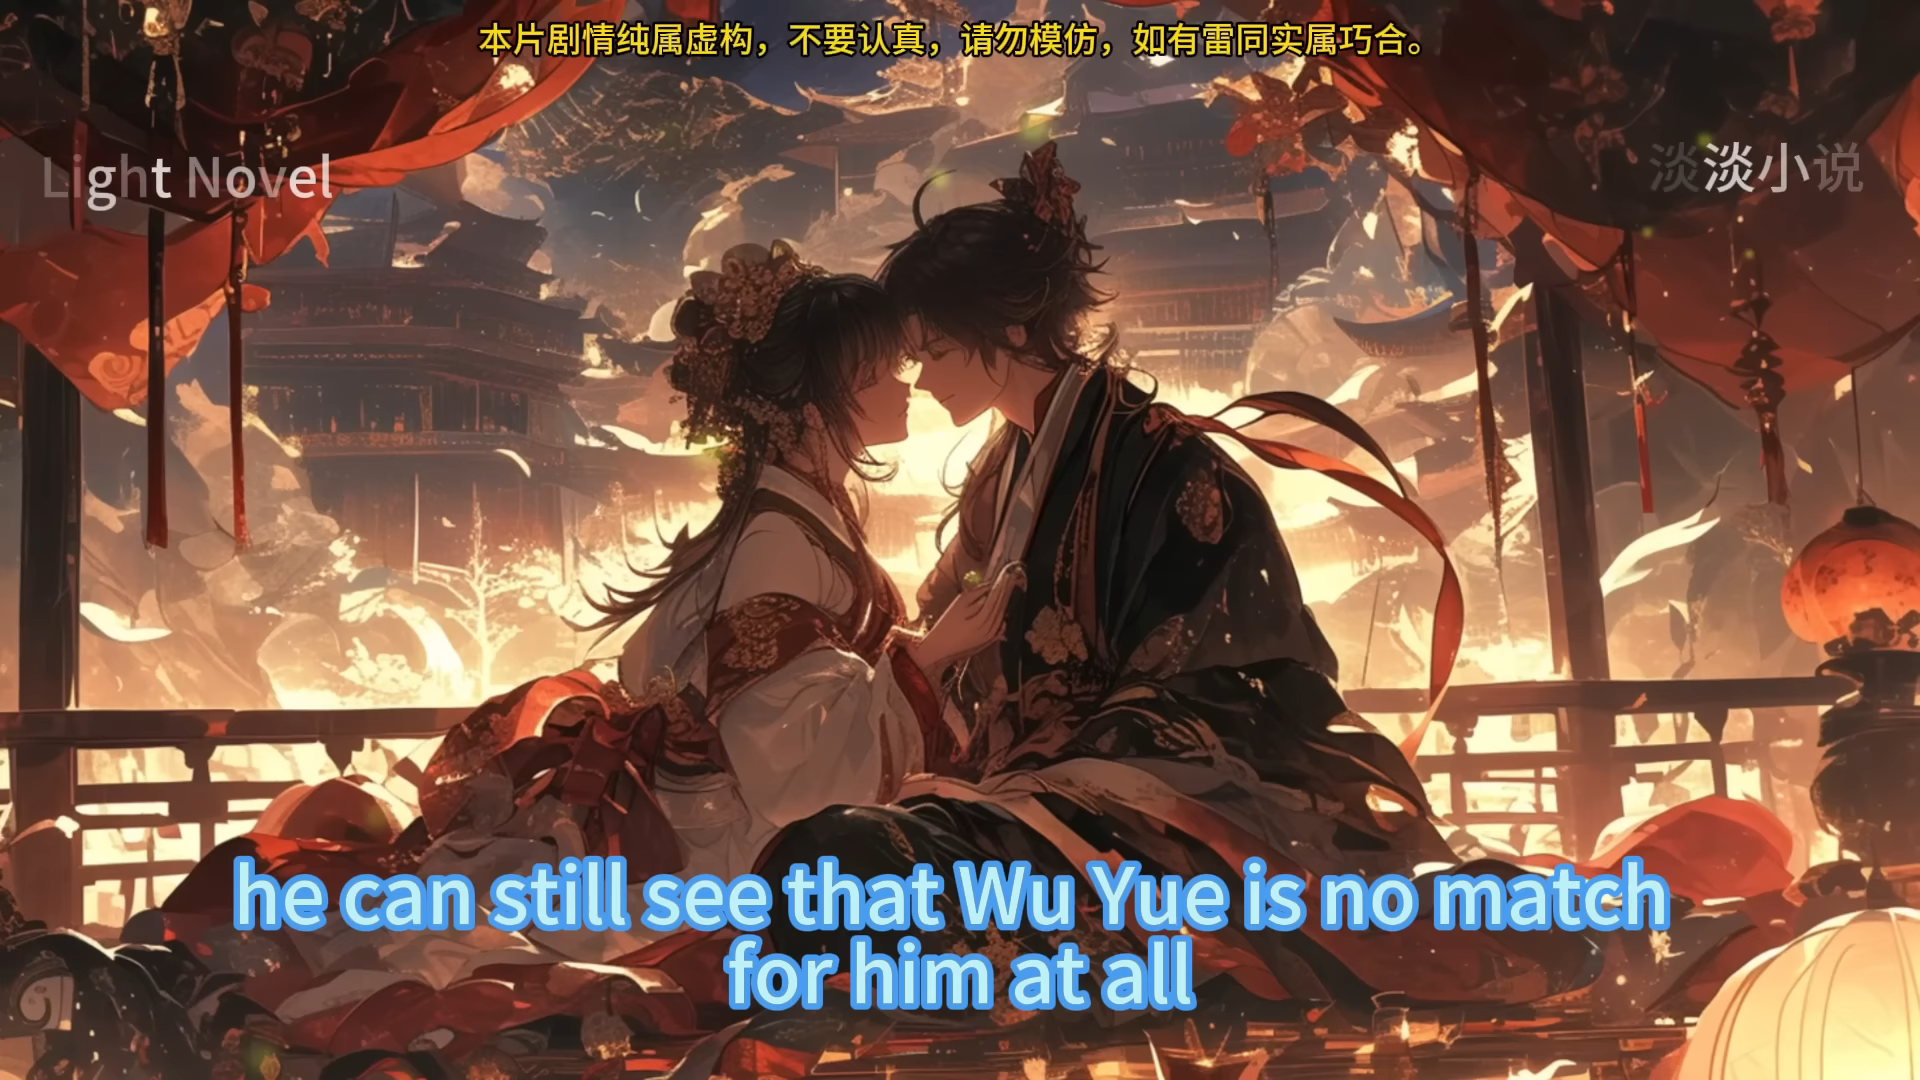 本片剧情纯属虚构，不要认真，请勿模仿，如有雷同实属巧合。
Light Novel
淡淡小说
he can still see that Wu Yue is no match
for him at all